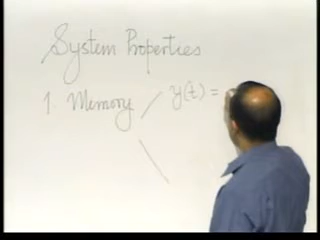 System Properties
1. Memory y(t) =